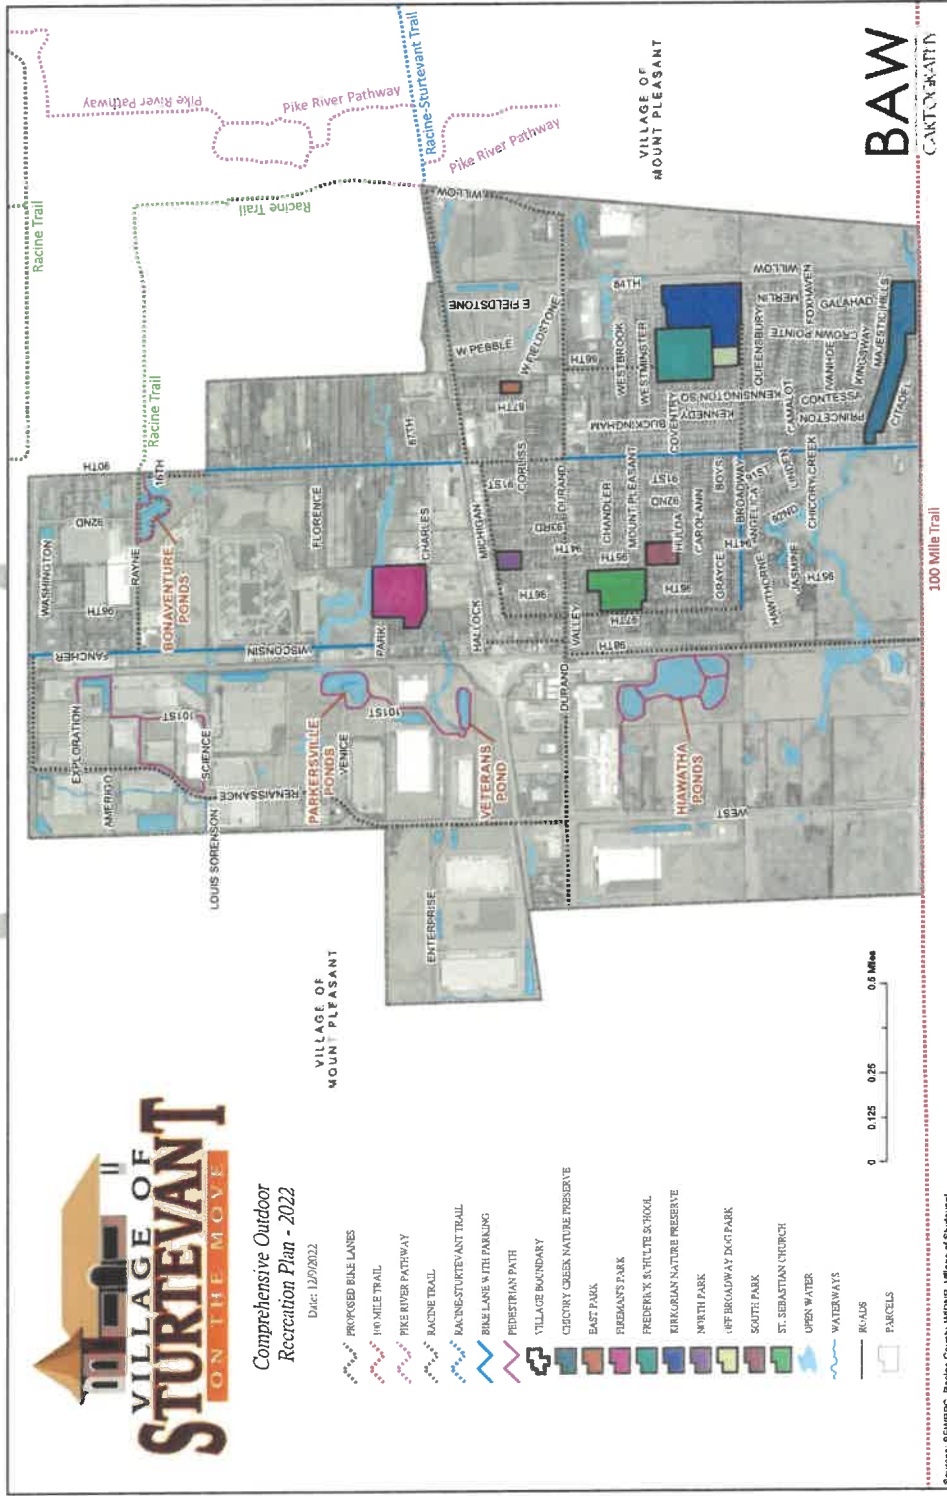 VILLAGE OF
STURTEVANT
ON THE MOVE
Comprehensive Outdoor
Recreation Plan - 2022
Date: 12/9/2022
PROPOSED BIKE LANES
100 MILE TRAIL
PIKE RIVER PATHWAY
RACINE TRAIL
RACINE-STURTEVANT TRAIL
BIKE LANE WITH PARKING
PEDESTRIAN PATH
VILLAGE BOUNDARY
CHICORY CREEK NATURE PRESERVE
EAST PARK
FIREMAN'S PARK
FREDERICK SCHULTE SCHOOL
KIRKORIAN NATURE PRESERVE
NORTH PARK
OFF BROADWAY DOG PARK
SOUTH PARK
ST. SEBASTIAN CHURCH
OPEN WATER
WATERWAYS
ROADS
PARCELS
0 0.125 0.25 0.5 Miles
VILLAGE OF
MOUNT PLEASANT
LOUIS SORENSON
ENTERPRISE
AMERIGO
EXPLORATION
RENAISSANCE
SCIENCE
101ST
VENICE
101ST
PARKERSVILLE
PONDS
VETERANS
POND
HIAWATHA
PONDS
WEST
DURAND
FANCHER
WISCONSIN
WASHINGTON
96TH
92ND
90TH
RAYNE
16TH
BONAVENTURE
PONDS
FLORENCE
PARK
CHARLES
87TH
HALLOCK
MICHIGAN
91ST
CORLISS
96TH
93RD
94TH
DURAND
VALLEY
98TH
97TH
95TH
CHANDLER
MOUNT PLEASANT
91ST
92ND
HULDA
CAROL ANN
95TH
GRAYCE
BOYS
BROADWAY
94TH
ANGELICA
91ST
92ND
LINDEN
HAWTHORNE
JASMINE
95TH
CHICORY CREEK
W PEBBLE
E FIELDSTONE
W FIELDSTONE
WILLOW
87TH
86TH
84TH
BUCKINGHAM
WESTBROOK
WESTMINSTER
COVENTRY
KENNEDY
KENSINGTON SQ
QUEENSBURY
WILLOW
MERLIN
FOXHAVEN
CROWN POINTE
GALAHAD
CAMALOT
IVANHOE
CONTESSA
PRINCETON
KINGSWAY
MAJESTIC HILLS
CITADEL
Racine Trail
Racine Trail
Racine Trail
Pike River Pathway
Pike River Pathway
Pike River Pathway
Racine-Sturtevant Trail
VILLAGE OF
MOUNT PLEASANT
100 Mile Trail
BAW
CARTOGRAPHY